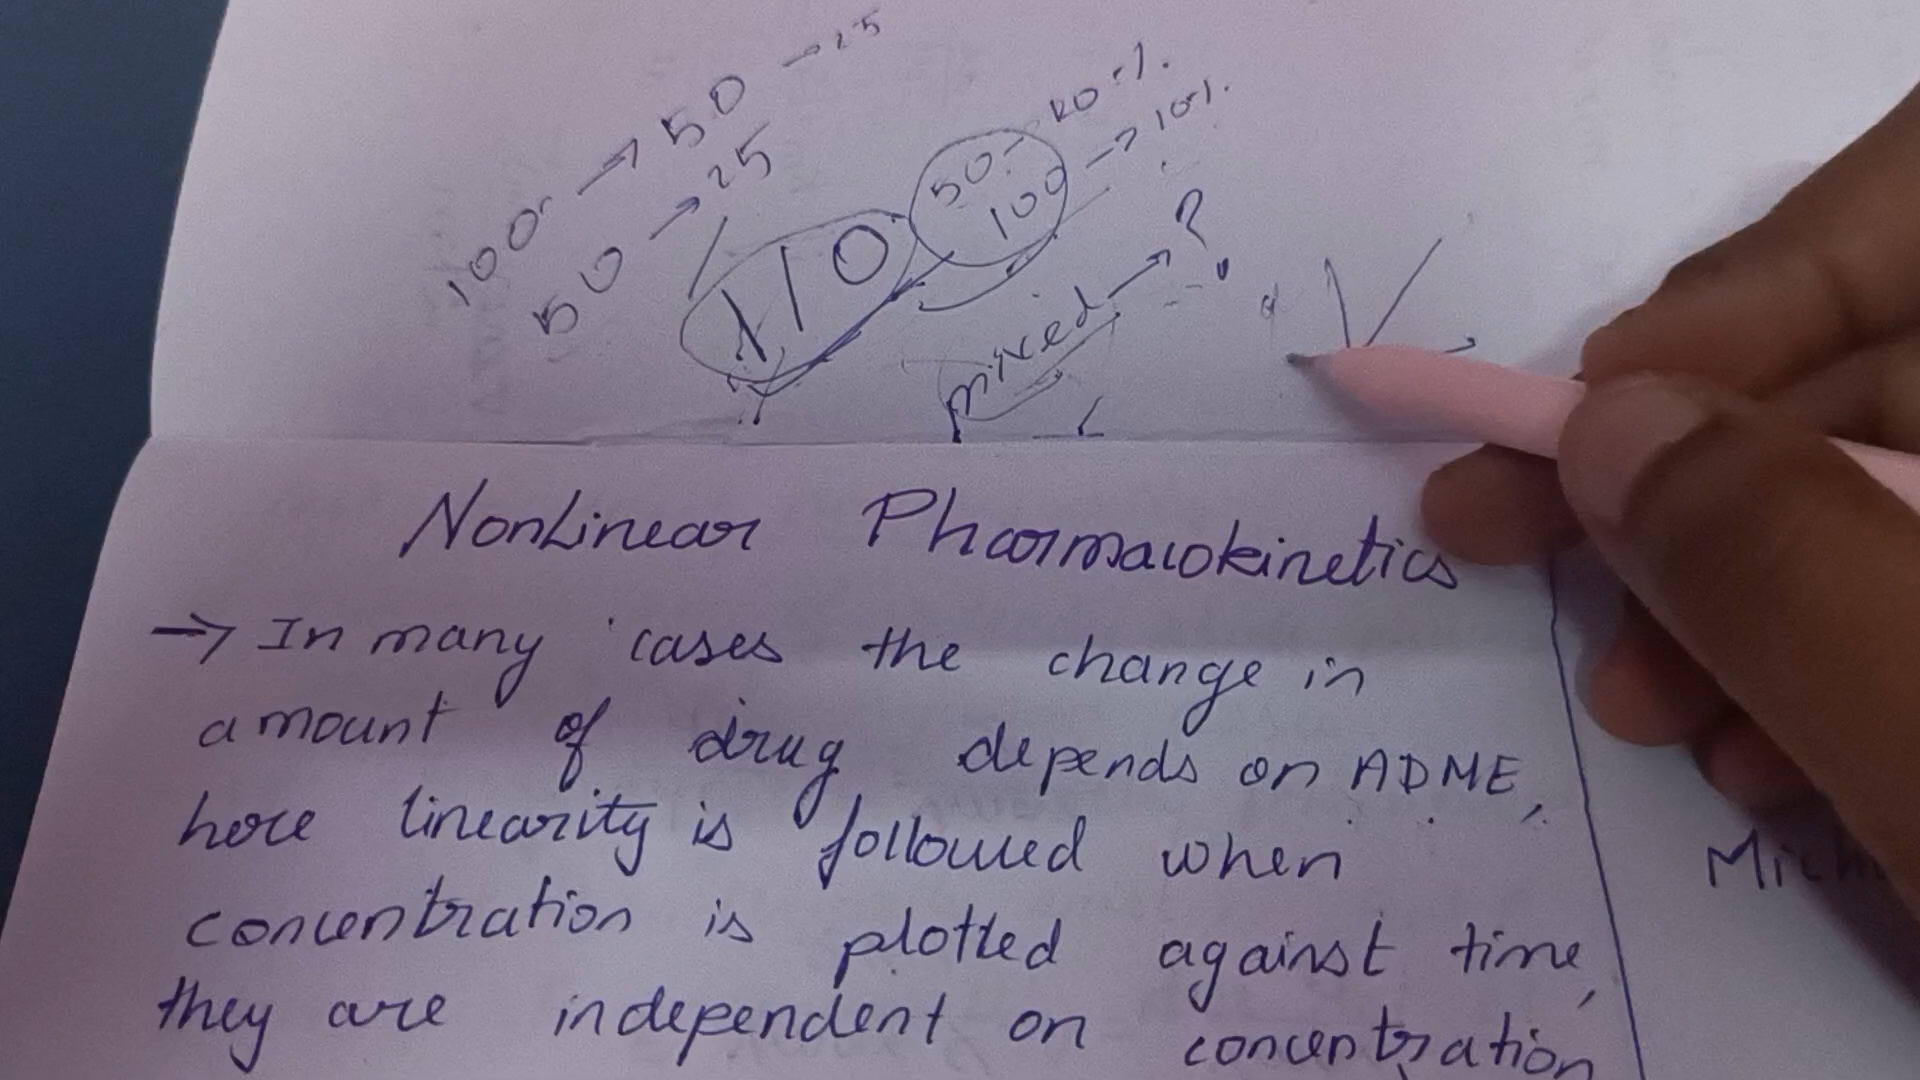 100 → 50 → 25
50 → 25
1/0
50 → 20%
100 → 10%
mixed → ?
NonLinear Pharmacokinetics
→ In many cases the change in
amount of drug depends on ADME,
here linearity is followed when
concentration is plotted against time,
they are independent on concentration